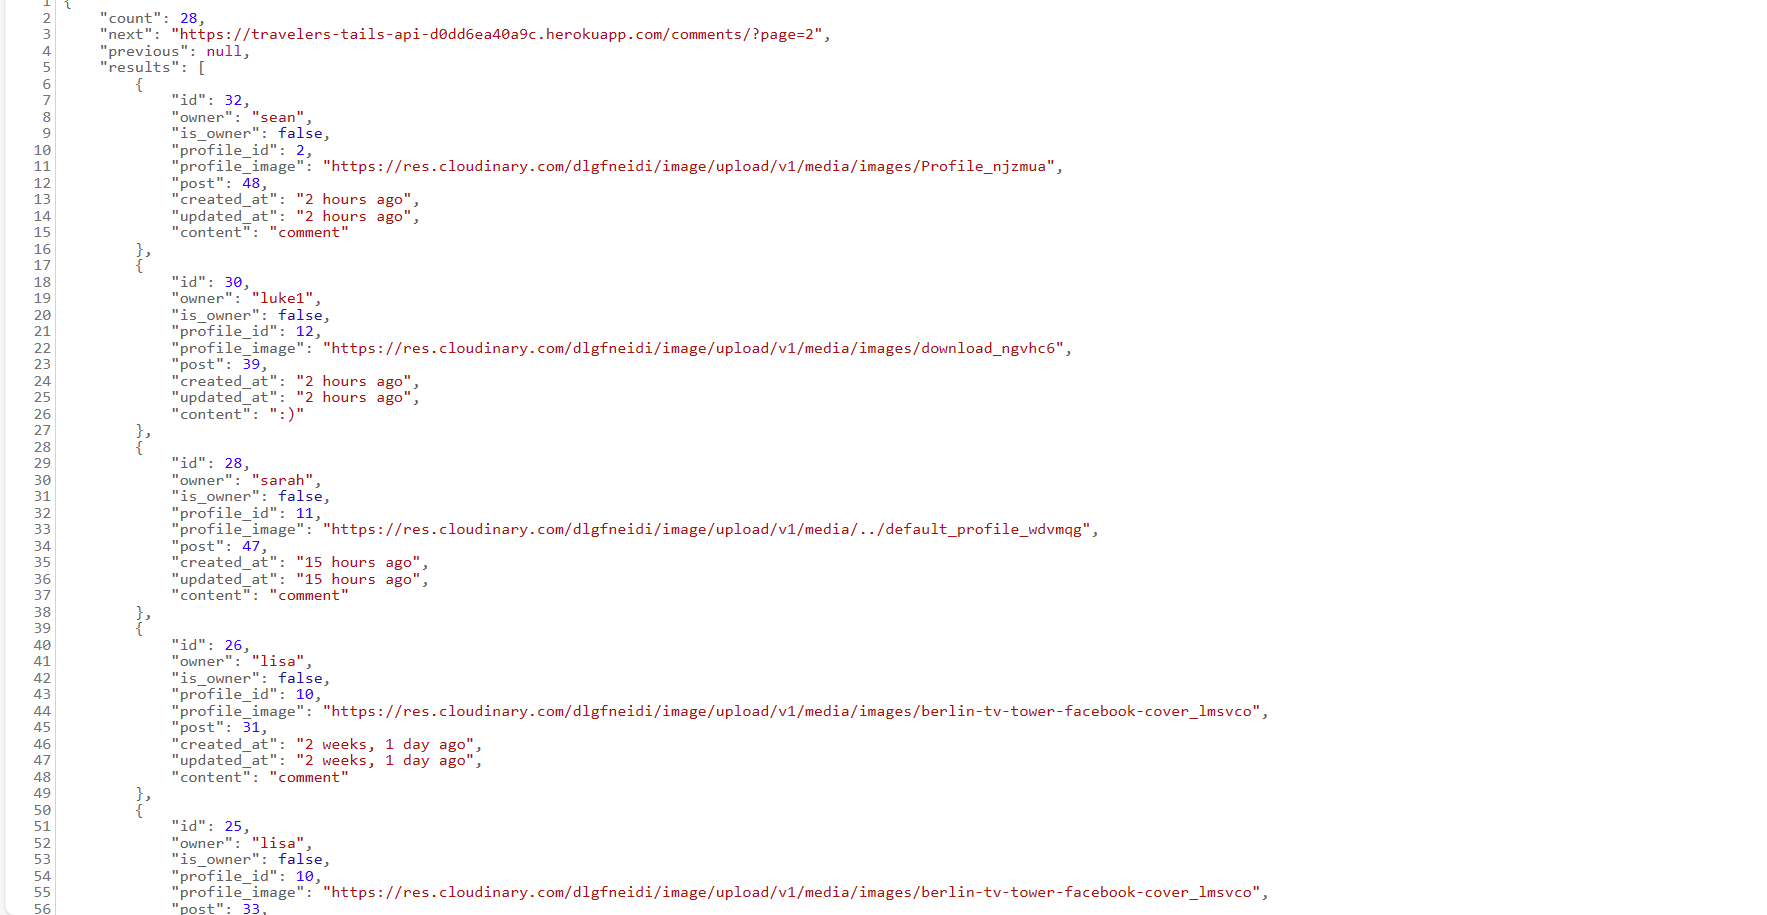 1 {
2 "count": 28,
3 "next": "https://travelers-tails-api-d0dd6ea40a9c.herokuapp.com/comments/?page=2",
4 "previous": null,
5 "results": [
6 {
7 "id": 32,
8 "owner": "sean",
9 "is_owner": false,
10 "profile_id": 2,
11 "profile_image": "https://res.cloudinary.com/dlgfneidi/image/upload/v1/media/images/Profile_njzmua",
12 "post": 48,
13 "created_at": "2 hours ago",
14 "updated_at": "2 hours ago",
15 "content": "comment"
16 },
17 {
18 "id": 30,
19 "owner": "luke1",
20 "is_owner": false,
21 "profile_id": 12,
22 "profile_image": "https://res.cloudinary.com/dlgfneidi/image/upload/v1/media/images/download_ngvhc6",
23 "post": 39,
24 "created_at": "2 hours ago",
25 "updated_at": "2 hours ago",
26 "content": ":)"
27 },
28 {
29 "id": 28,
30 "owner": "sarah",
31 "is_owner": false,
32 "profile_id": 11,
33 "profile_image": "https://res.cloudinary.com/dlgfneidi/image/upload/v1/media/../default_profile_wdvmqg",
34 "post": 47,
35 "created_at": "15 hours ago",
36 "updated_at": "15 hours ago",
37 "content": "comment"
38 },
39 {
40 "id": 26,
41 "owner": "lisa",
42 "is_owner": false,
43 "profile_id": 10,
44 "profile_image": "https://res.cloudinary.com/dlgfneidi/image/upload/v1/media/images/berlin-tv-tower-facebook-cover_lmsvco",
45 "post": 31,
46 "created_at": "2 weeks, 1 day ago",
47 "updated_at": "2 weeks, 1 day ago",
48 "content": "comment"
49 },
50 {
51 "id": 25,
52 "owner": "lisa",
53 "is_owner": false,
54 "profile_id": 10,
55 "profile_image": "https://res.cloudinary.com/dlgfneidi/image/upload/v1/media/images/berlin-tv-tower-facebook-cover_lmsvco",
56 "post": 33,